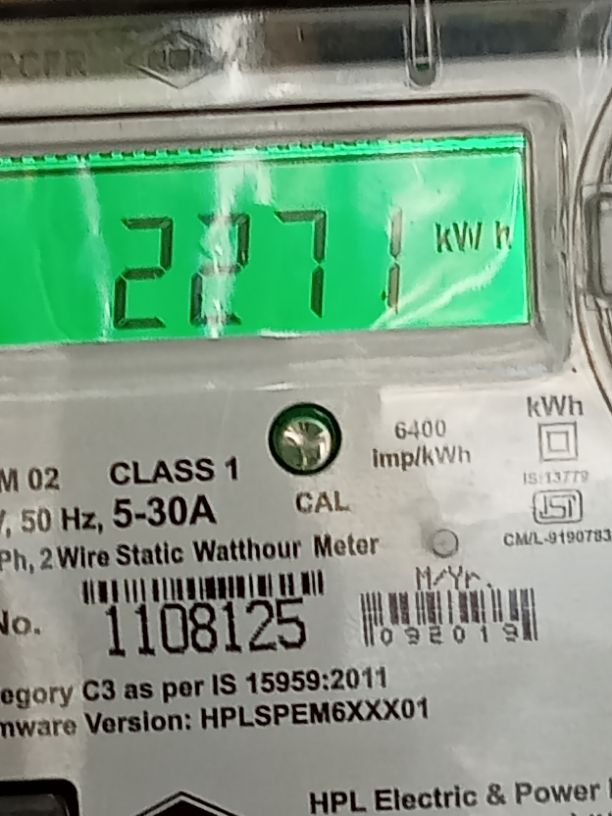 2271 kWh
6400
imp/kWh
kWh
IS:13779
M 02 CLASS 1
CAL
, 50 Hz, 5-30A
CM/L-9190783
Ph, 2 Wire Static Watthour Meter
M/Yr.
No. 1108125
092019
egory C3 as per IS 15959:2011
mware Version: HPLSPEM6XXX01
HPL Electric & Power